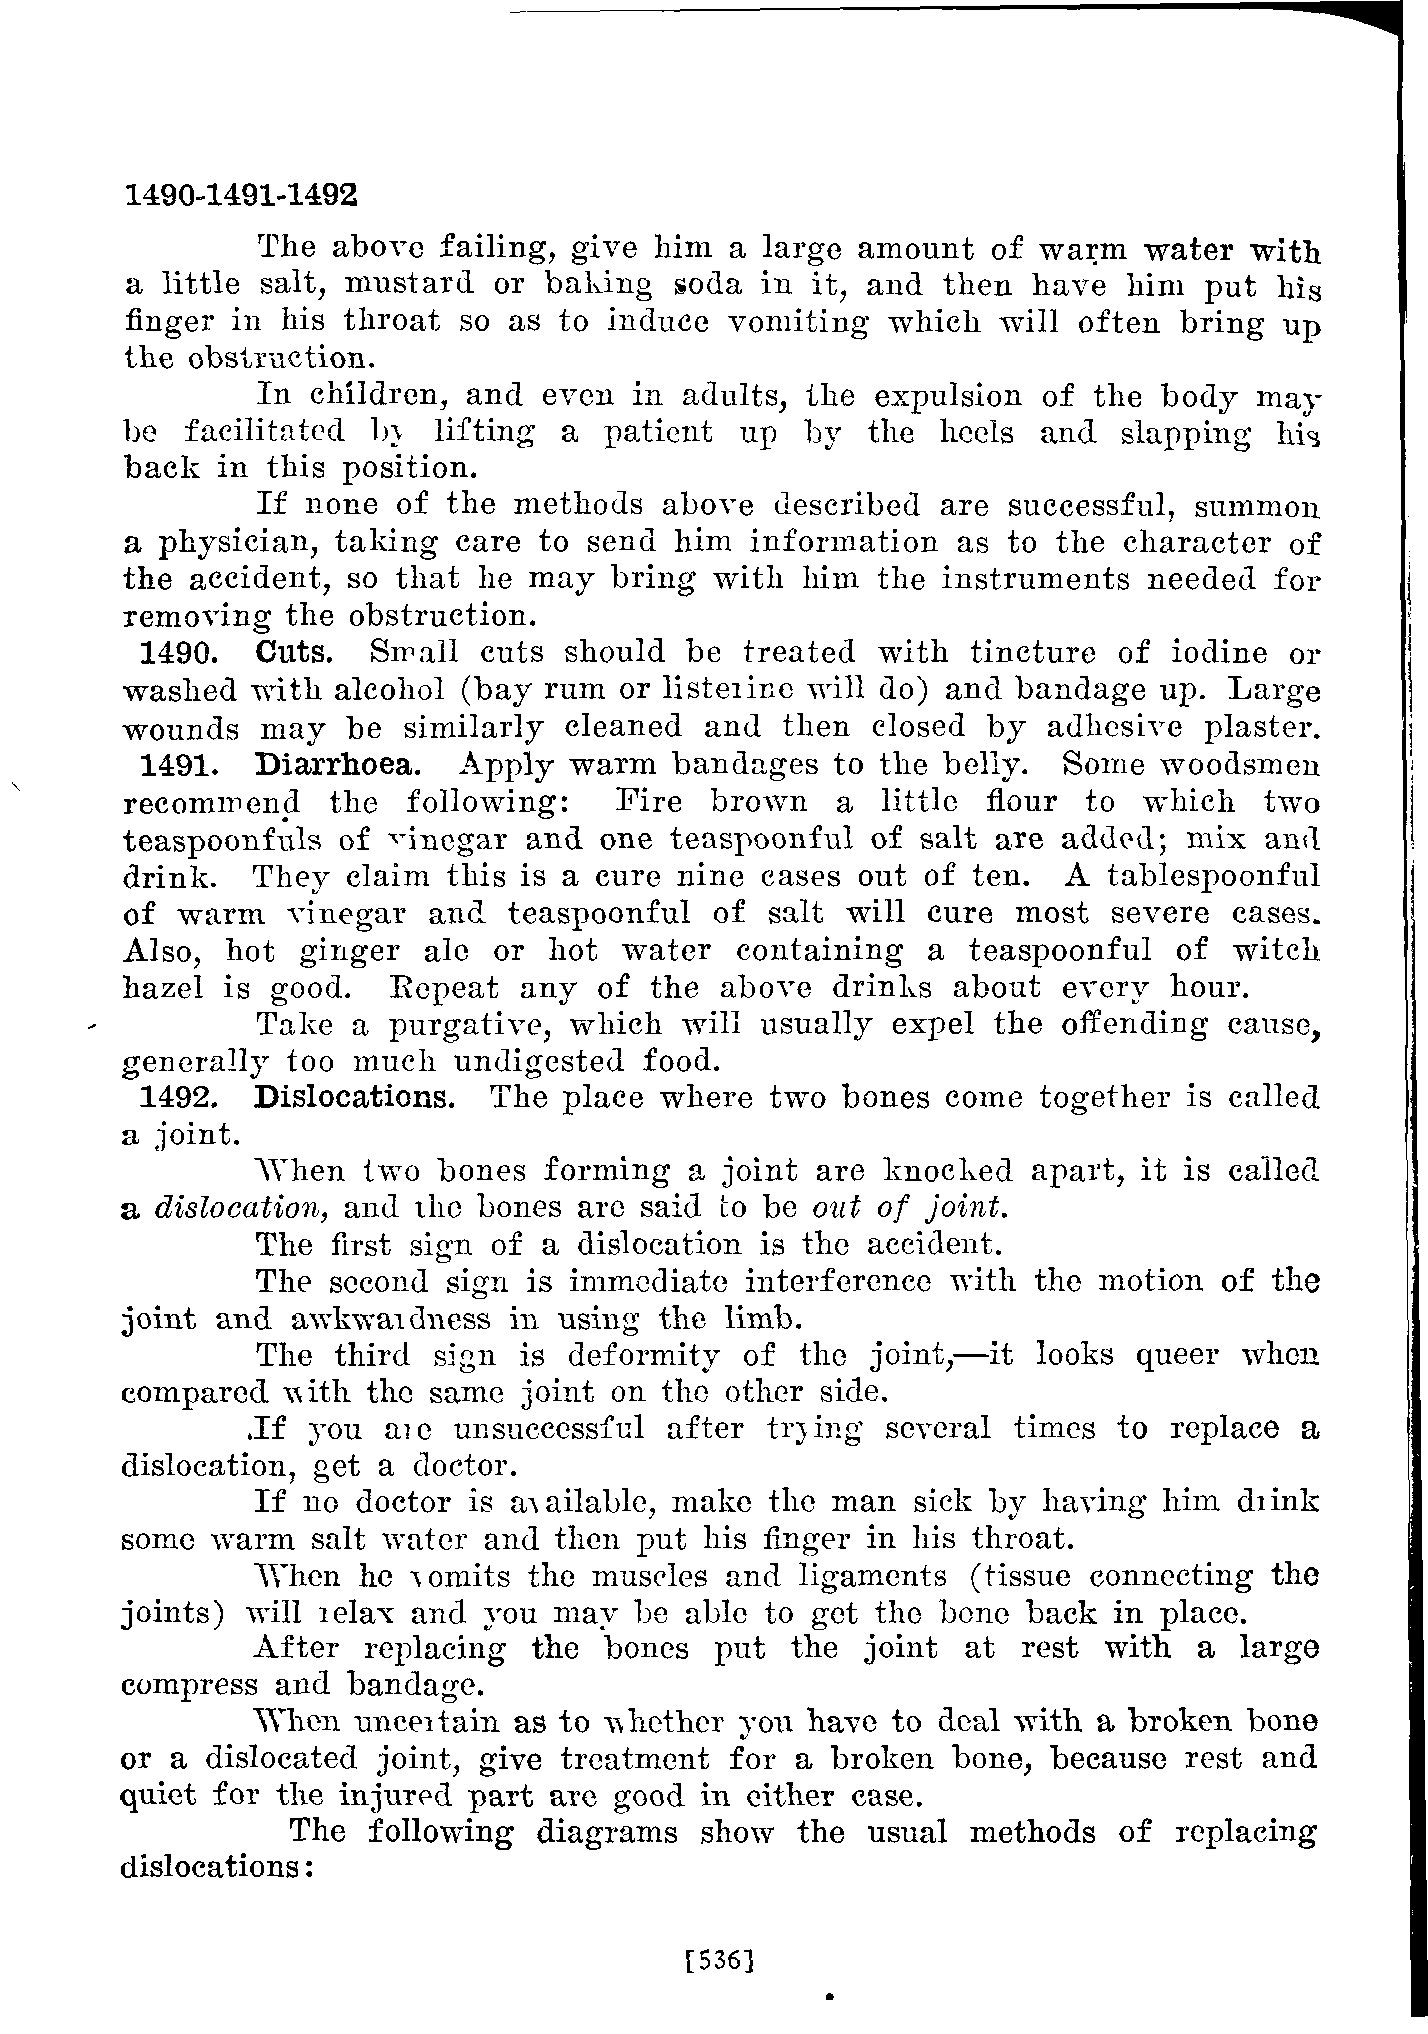 1490-1491-1492
The above failing, give him a large amount of warm water with
a little salt, mustard or baking soda in it, and then have him put his
finger in his throat so as to induce vomiting which will often bring up
the obstruction.
In children, and even in adults, the expulsion of the body may
be facilitated by lifting a patient up by the heels and slapping his
back in this position.
If none of the methods above described are successful, summon
a physician, taking care to send him information as to the character of
the accident, so that he may bring with him the instruments needed for
removing the obstruction.
1490. Cuts. Small cuts should be treated with tincture of iodine or
washed with alcohol (bay rum or listerine will do) and bandage up. Large
wounds may be similarly cleaned and then closed by adhesive plaster.
1491. Diarrhoea. Apply warm bandages to the belly. Some woodsmen
recommend the following: Fire brown a little flour to which two
teaspoonfuls of vinegar and one teaspoonful of salt are added; mix and
drink. They claim this is a cure nine cases out of ten. A tablespoonful
of warm vinegar and teaspoonful of salt will cure most severe cases.
Also, hot ginger ale or hot water containing a teaspoonful of witch
hazel is good. Repeat any of the above drinks about every hour.
Take a purgative, which will usually expel the offending cause,
generally too much undigested food.
1492. Dislocations. The place where two bones come together is called
a joint.
When two bones forming a joint are knocked apart, it is called
a dislocation, and the bones are said to be out of joint.
The first sign of a dislocation is the accident.
The second sign is immediate interference with the motion of the
joint and awkwardness in using the limb.
The third sign is deformity of the joint,—it looks queer when
compared with the same joint on the other side.
If you are unsuccessful after trying several times to replace a
dislocation, get a doctor.
If no doctor is available, make the man sick by having him drink
some warm salt water and then put his finger in his throat.
When he vomits the muscles and ligaments (tissue connecting the
joints) will relax and you may be able to get the bone back in place.
After replacing the bones put the joint at rest with a large
compress and bandage.
When uncertain as to whether you have to deal with a broken bone
or a dislocated joint, give treatment for a broken bone, because rest and
quiet for the injured part are good in either case.
The following diagrams show the usual methods of replacing
dislocations:
[536]